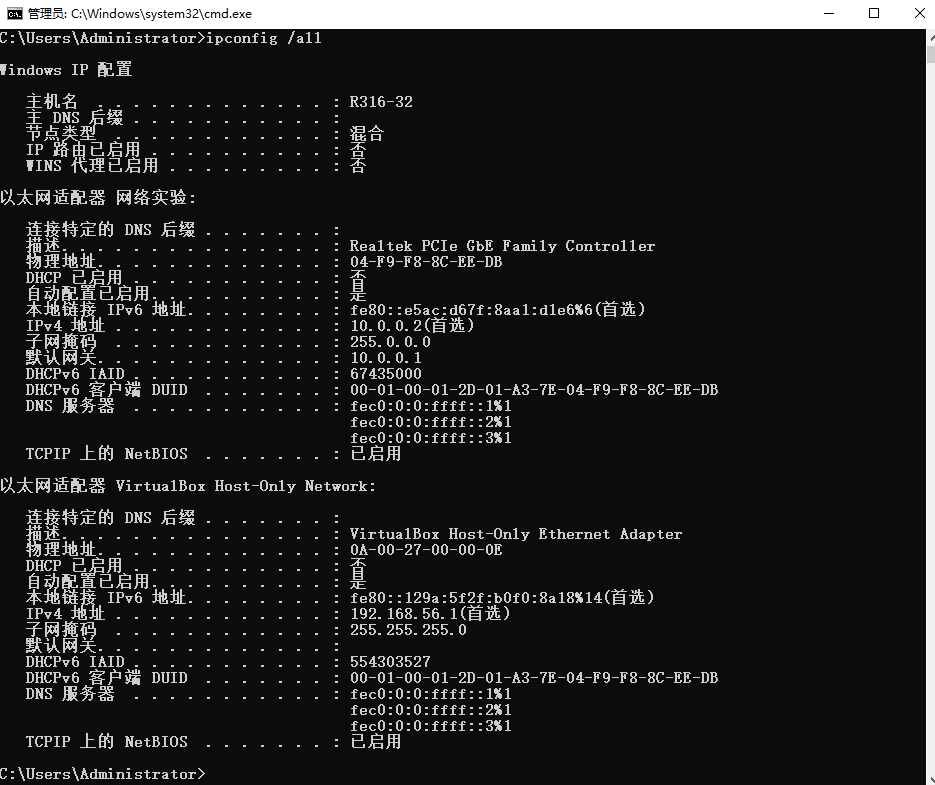 管理员: C:\Windows\system32\cmd.exe
C:\Users\Administrator>ipconfig /all
Windows IP 配置
主机名 . . . . . . . . . . . . . : R316-32
主 DNS 后缀 . . . . . . . . . . . :
节点类型 . . . . . . . . . . . . : 混合
IP 路由已启用 . . . . . . . . . . : 否
WINS 代理已启用 . . . . . . . . . : 否
以太网适配器 网络实验:
连接特定的 DNS 后缀 . . . . . . . :
描述. . . . . . . . . . . . . . . : Realtek PCIe GbE Family Controller
物理地址. . . . . . . . . . . . . : 04-F9-F8-8C-EE-DB
DHCP 已启用 . . . . . . . . . . . : 否
自动配置已启用. . . . . . . . . . : 是
本地链接 IPv6 地址. . . . . . . . : fe80::e5ac:d67f:8aa1:d1e6%6(首选)
IPv4 地址 . . . . . . . . . . . . : 10.0.0.2(首选)
子网掩码 . . . . . . . . . . . . : 255.0.0.0
默认网关. . . . . . . . . . . . . : 10.0.0.1
DHCPv6 IAID . . . . . . . . . . . : 67435000
DHCPv6 客户端 DUID . . . . . . . : 00-01-00-01-2D-01-A3-7E-04-F9-F8-8C-EE-DB
DNS 服务器 . . . . . . . . . . . : fec0:0:0:ffff::1%1
fec0:0:0:ffff::2%1
fec0:0:0:ffff::3%1
TCPIP 上的 NetBIOS . . . . . . . : 已启用
以太网适配器 VirtualBox Host-Only Network:
连接特定的 DNS 后缀 . . . . . . . :
描述. . . . . . . . . . . . . . . : VirtualBox Host-Only Ethernet Adapter
物理地址. . . . . . . . . . . . . : 0A-00-27-00-00-0E
DHCP 已启用 . . . . . . . . . . . : 否
自动配置已启用. . . . . . . . . . : 是
本地链接 IPv6 地址. . . . . . . . : fe80::129a:5f2f:b0f0:8a18%14(首选)
IPv4 地址 . . . . . . . . . . . . : 192.168.56.1(首选)
子网掩码 . . . . . . . . . . . . : 255.255.255.0
默认网关. . . . . . . . . . . . . :
DHCPv6 IAID . . . . . . . . . . . : 554303527
DHCPv6 客户端 DUID . . . . . . . : 00-01-00-01-2D-01-A3-7E-04-F9-F8-8C-EE-DB
DNS 服务器 . . . . . . . . . . . : fec0:0:0:ffff::1%1
fec0:0:0:ffff::2%1
fec0:0:0:ffff::3%1
TCPIP 上的 NetBIOS . . . . . . . : 已启用
C:\Users\Administrator>